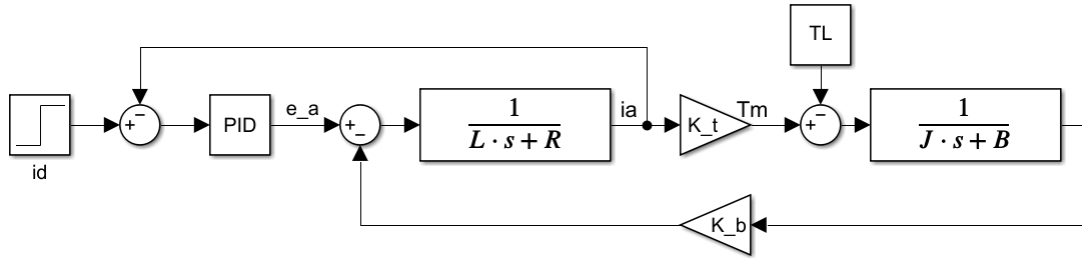 TL
e_a
PID
+
−
+
−
1
L · s + R
ia
K_t
Tm
+
−
1
J · s + B
id
K_b